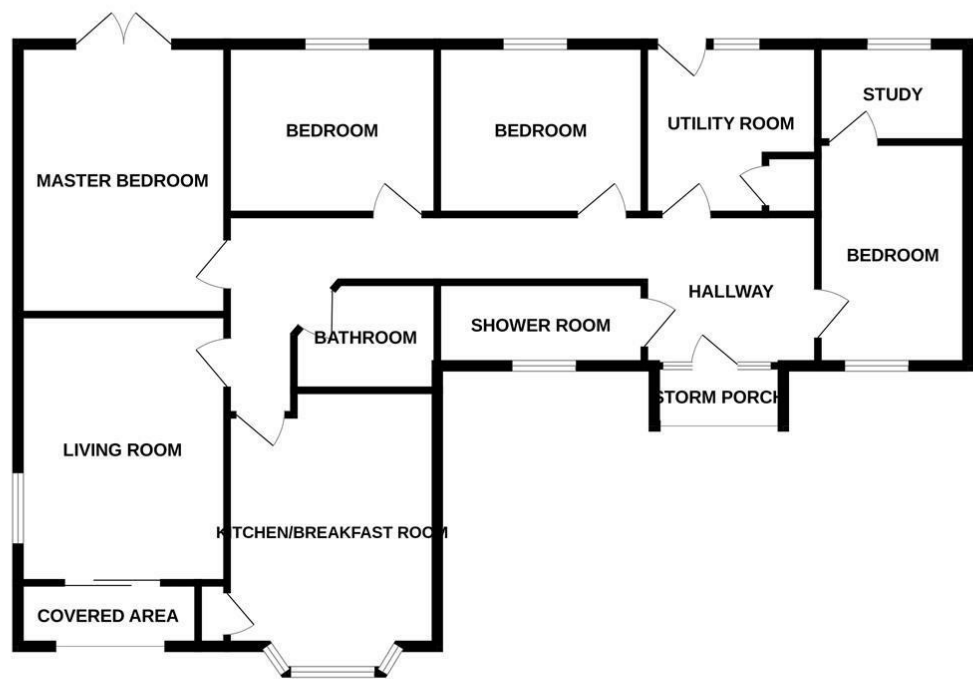 MASTER BEDROOM
BEDROOM
BEDROOM
UTILITY ROOM
STUDY
BEDROOM
HALLWAY
SHOWER ROOM
BATHROOM
STORM PORCH
LIVING ROOM
KITCHEN/BREAKFAST ROOM
COVERED AREA